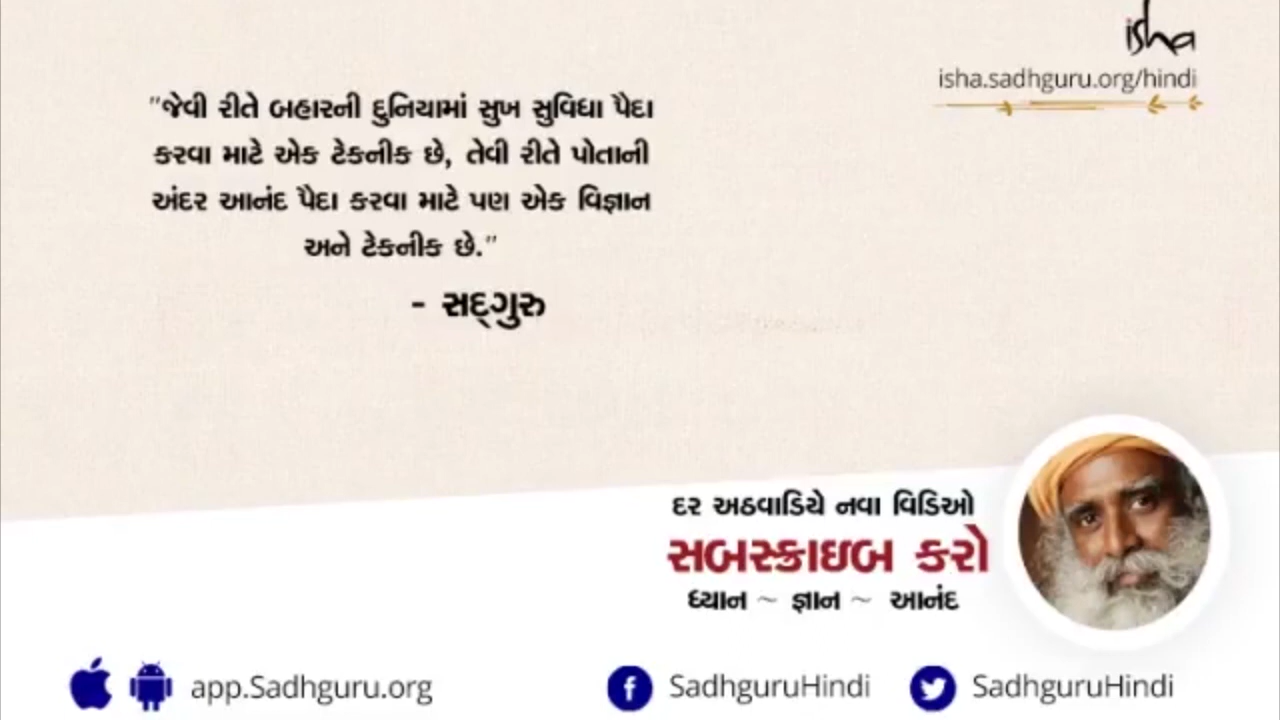 "જેવી રીતે બહારની દુનિયામાં સુખ સુવિધા પૈદા
કરવા માટે એક ટેકનીક છે, તેવી રીતે પોતાની
અંદર આનંદ પૈદા કરવા માટે પણ એક વિજ્ઞાન
અને ટેકનીક છે."
- સદ્‌ગુરુ
isha
isha.sadhguru.org/hindi
દર અઠવાડિયે નવા વિડિઓ
સબસ્ક્રાઇબ કરો
ધ્યાન ~ જ્ઞાન ~ આનંદ
app.Sadhguru.org
SadhguruHindi
SadhguruHindi